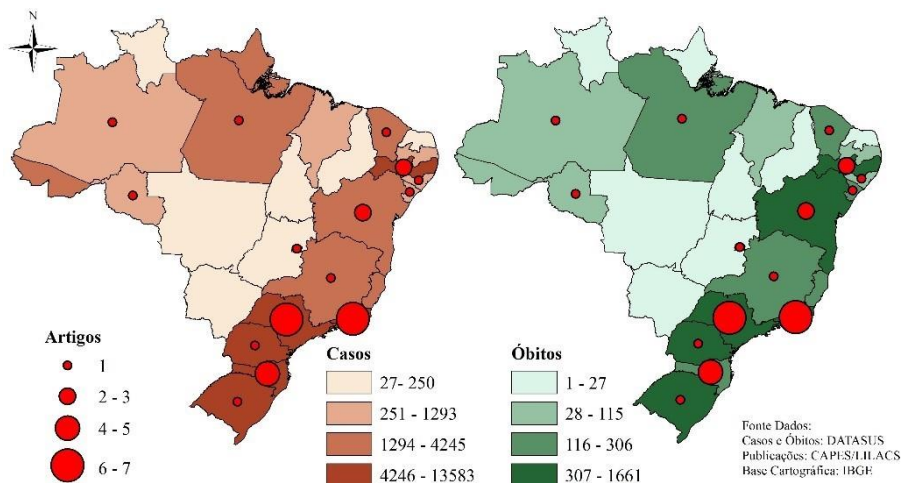 N
Artigos
1
2 - 3
4 - 5
6 - 7
Casos
27- 250
251 - 1293
1294 - 4245
4246 - 13583
Óbitos
1 - 27
28 - 115
116 - 306
307 - 1661
Fonte Dados:
Casos e Óbitos: DATASUS
Publicações: CAPES/LILACS
Base Cartográfica: IBGE